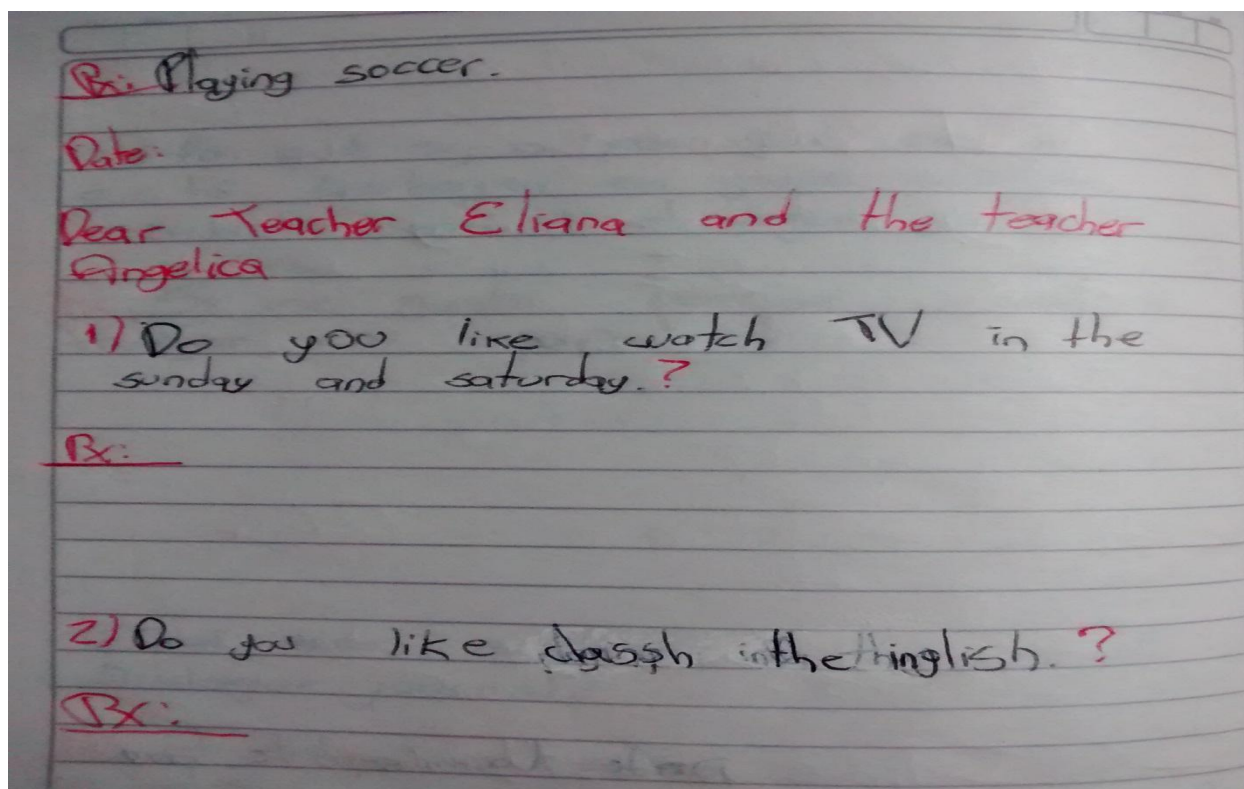 Rx: Playing soccer.
Date:
Dear Teacher Eliana and the teacher
Angelica
1) Do you like watch TV in the
sunday and saturday.?
Rx:
2) Do you like classh in the inglish.?
Rx: